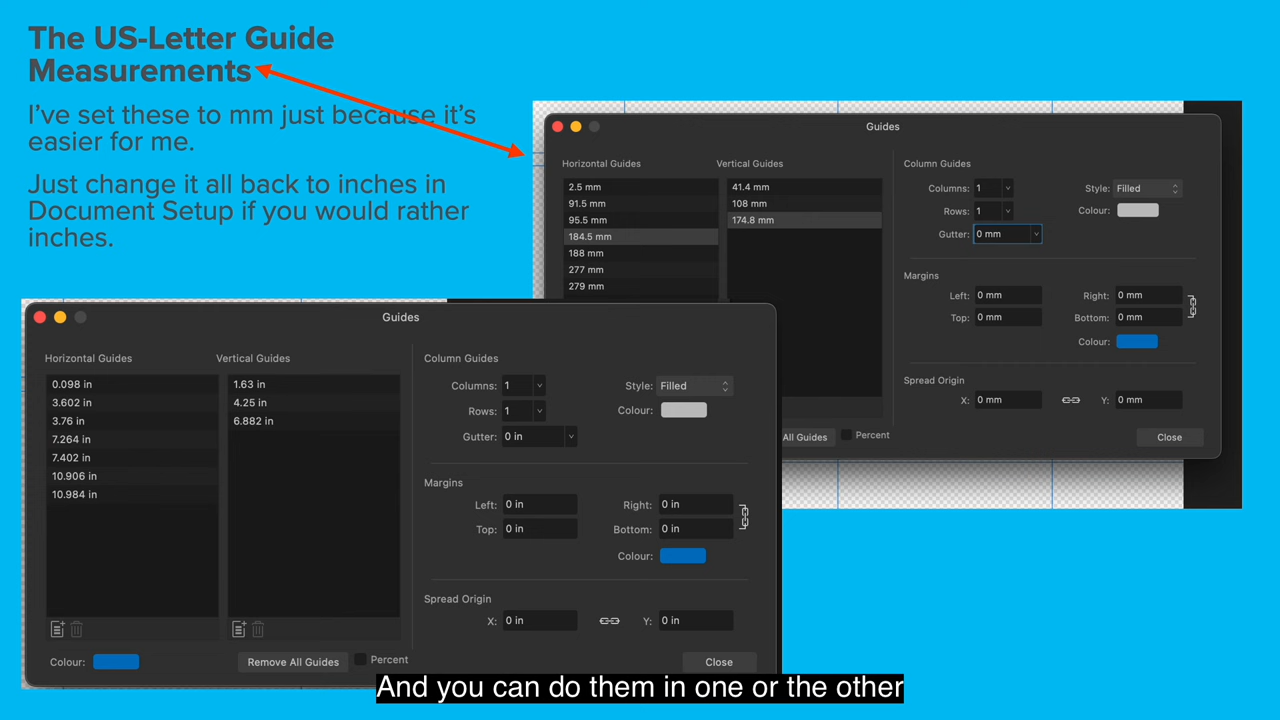 The US-Letter Guide
Measurements
I've set these to mm just because it's
easier for me.
Just change it all back to inches in
Document Setup if you would rather
inches.
Guides
Horizontal Guides
Vertical Guides
2.5 mm
91.5 mm
95.5 mm
184.5 mm
188 mm
277 mm
279 mm
41.4 mm
108 mm
174.8 mm
Column Guides
Columns: 1
Style: Filled
Rows: 1
Colour:
Gutter: 0 mm
Margins
Left: 0 mm
Right: 0 mm
Top: 0 mm
Bottom: 0 mm
Colour:
Spread Origin
X: 0 mm
Y: 0 mm
All Guides
Percent
Close
Guides
Horizontal Guides
Vertical Guides
0.098 in
3.602 in
3.76 in
7.264 in
7.402 in
10.906 in
10.984 in
1.63 in
4.25 in
6.882 in
Column Guides
Columns: 1
Style: Filled
Rows: 1
Colour:
Gutter: 0 in
Margins
Left: 0 in
Right: 0 in
Top: 0 in
Bottom: 0 in
Colour:
Spread Origin
X: 0 in
Y: 0 in
Colour:
Remove All Guides
Percent
Close
And you can do them in one or the other